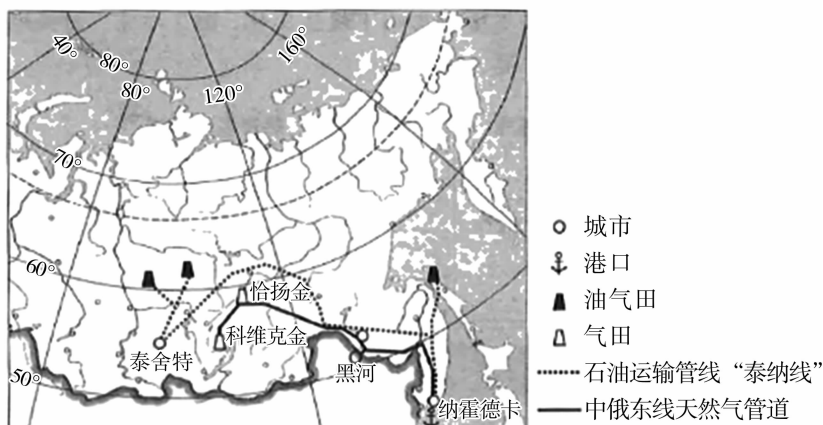 40°
80°
80°
120°
160°
70°
60°
50°
恰扬金
科维克金
泰舍特
黑河
纳霍德卡
城市
港口
油气田
气田
石油运输管线“泰纳线”
中俄东线天然气管道